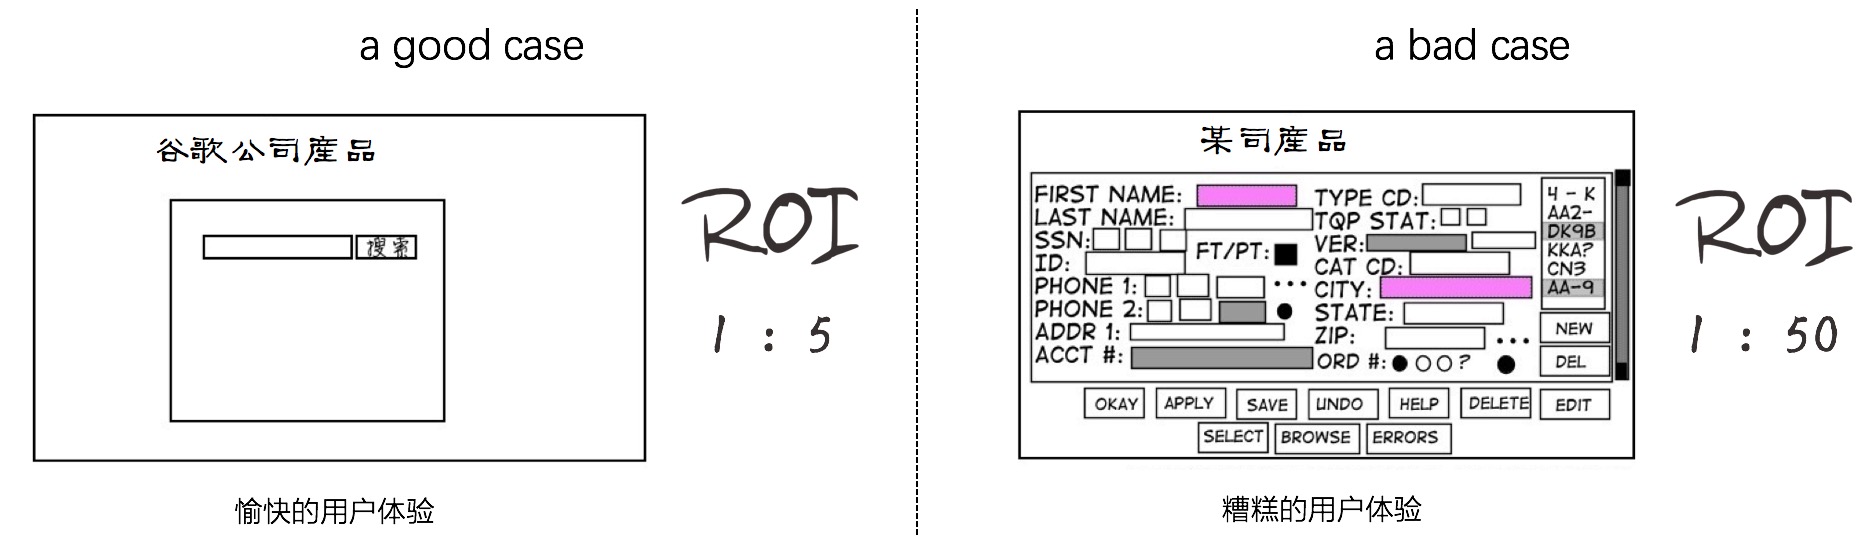 a good case
谷歌公司産品
搜索
ROI
1 : 5
愉快的用户体验
a bad case
某司産品
FIRST NAME:
LAST NAME:
SSN:
FT/PT:
ID:
PHONE 1:
PHONE 2:
ADDR 1:
ACCT #:
TYPE CD:
TQP STAT:
VER:
CAT CD:
CITY:
STATE:
ZIP:
ORD #: ?
4 - K
AA2-
DK9B
KKA?
CN3
AA-9
NEW
DEL
OKAY APPLY SAVE UNDO HELP DELETE EDIT
SELECT BROWSE ERRORS
ROI
1 : 50
糟糕的用户体验